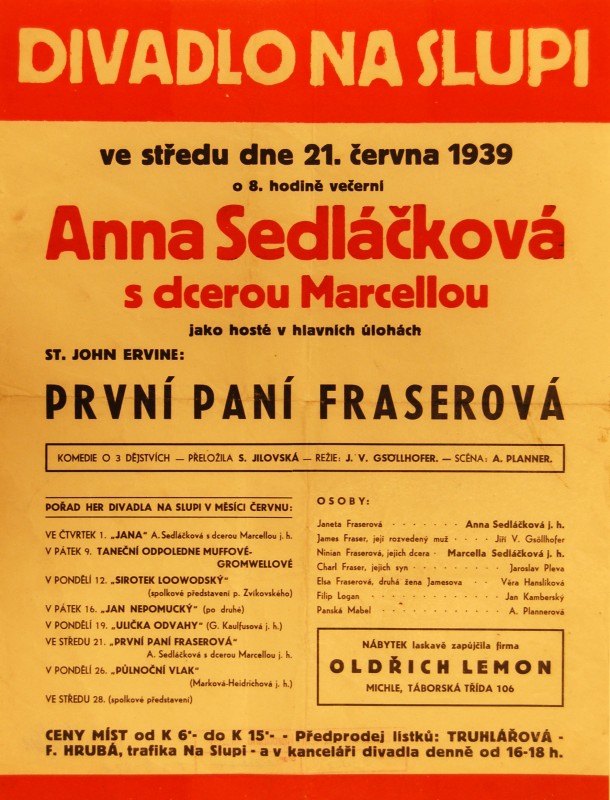 DIVADLO NA SLUPI
ve středu dne 21. června 1939
o 8. hodině večerní
Anna Sedláčková
s dcerou Marcellou
jako hosté v hlavních úlohách
ST. JOHN ERVINE:
PRVNÍ PANÍ FRASEROVÁ
KOMEDIE O 3 DĚJSTVÍCH — PŘELOŽILA S. JILOVSKÁ — REŽIE: J. V. GSÖLLHOFER. — SCÉNA: A. PLANNER.
POŘAD HER DIVADLA NA SLUPI V MĚSÍCI ČERVNU:
VE ČTVRTEK 1. „JANA“ A. Sedláčková s dcerou Marcellou j. h.
V PÁTEK 9. TANEČNÍ ODPOLEDNE MUFFOVÉ-
GROMWELLOVÉ
V PONDĚLÍ 12. „SIROTEK LOOWODSKÝ“
(spolkové představení p. Zvíkovského)
V PÁTEK 16. „JAN NEPOMUCKÝ“ (po druhé)
V PONDĚLÍ 19. „ULIČKA ODVAHY“ (G. Kaulfusová j. h.)
VE STŘEDU 21. „PRVNÍ PANÍ FRASEROVÁ“
A. Sedláčková s dcerou Marcellou j. h.
V PONDĚLÍ 26. „PŮLNOČNÍ VLAK“
(Marková-Heidrichová j. h.)
VE STŘEDU 28. (spolkové představení)
OSOBY:
Janeta Fraserová · · · · · · · Anna Sedláčková j. h.
James Fraser, její rozvedený muž · · · Jiří V. Gsöllhofer
Ninian Fraserová, jejich dcera · Marcella Sedláčková j. h.
Charl Fraser, jejich syn · · · · · · · Jaroslav Pleva
Elsa Fraserová, druhá žena Jamesova · · Věra Hanslíková
Filip Logan · · · · · · · · Jan Kamberský
Panská Mabel · · · · · · · · A. Plannerová
NÁBYTEK laskavě zapůjčila firma
OLDŘICH LEMON
MICHLE, TÁBORSKÁ TŘÍDA 106
CENY MÍST od K 6'- do K 15'- - Předprodej lístků: TRUHLÁŘOVÁ -
F. HRUBÁ, trafika Na Slupi - a v kanceláři divadla denně od 16-18 h.